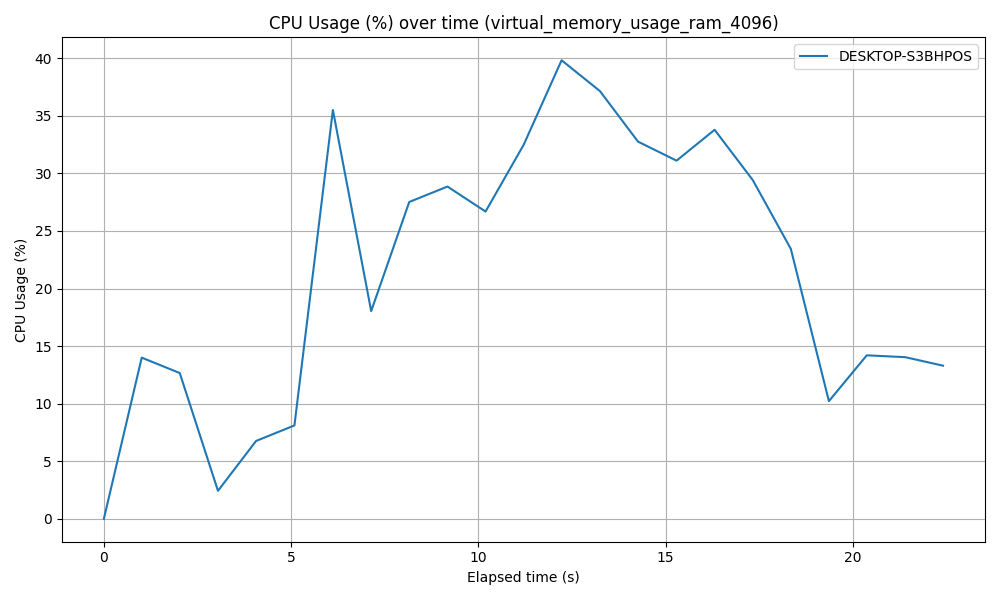 CPU Usage (%) over time (virtual_memory_usage_ram_4096)
DESKTOP-S3BHPOS
CPU Usage (%)
40
35
30
25
20
15
10
5
0
0 5 10 15 20
Elapsed time (s)